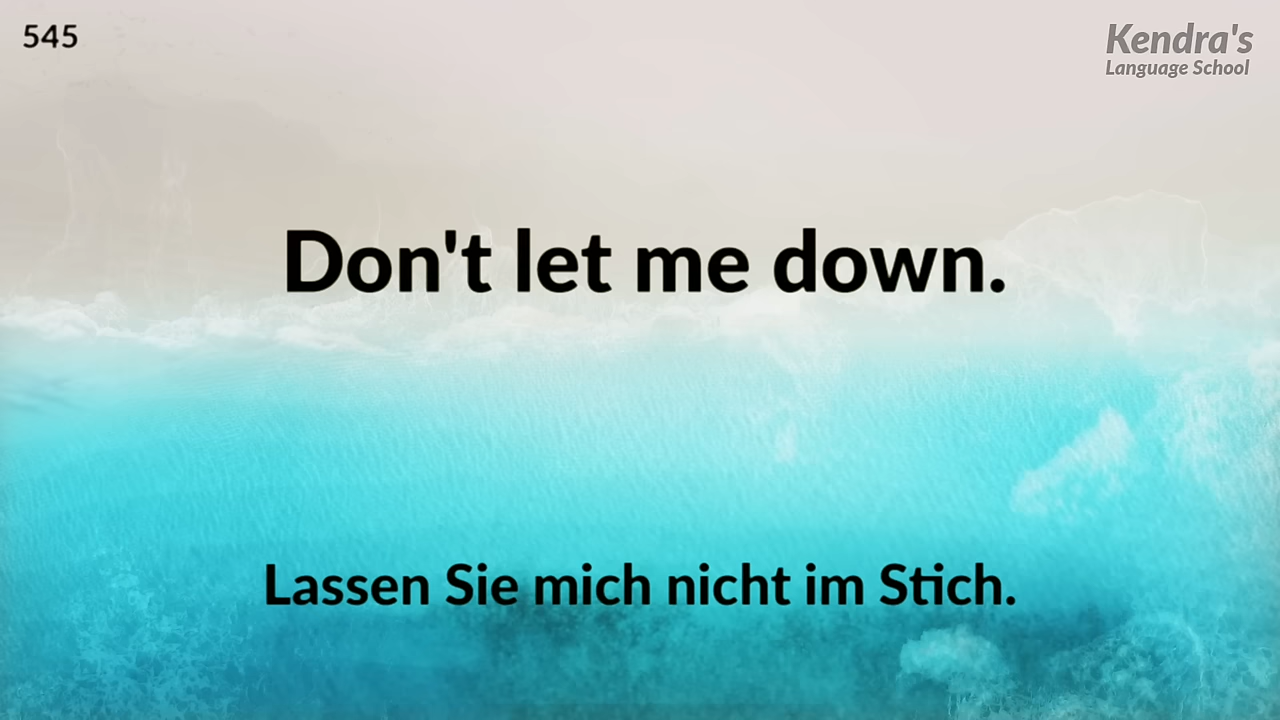 545
Kendra's
Language School
Don't let me down.
Lassen Sie mich nicht im Stich.